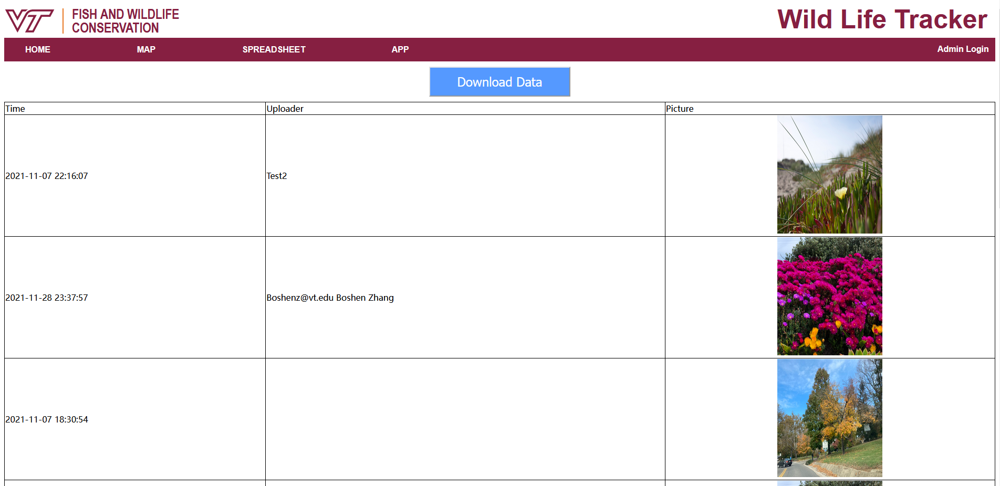 VT
FISH AND WILDLIFE
CONSERVATION
Wild Life Tracker
HOME MAP SPREADSHEET APP Admin Login
Download Data
Time Uploader Picture
2021-11-07 22:16:07 Test2
2021-11-28 23:37:57 Boshenz@vt.edu Boshen Zhang
2021-11-07 18:30:54